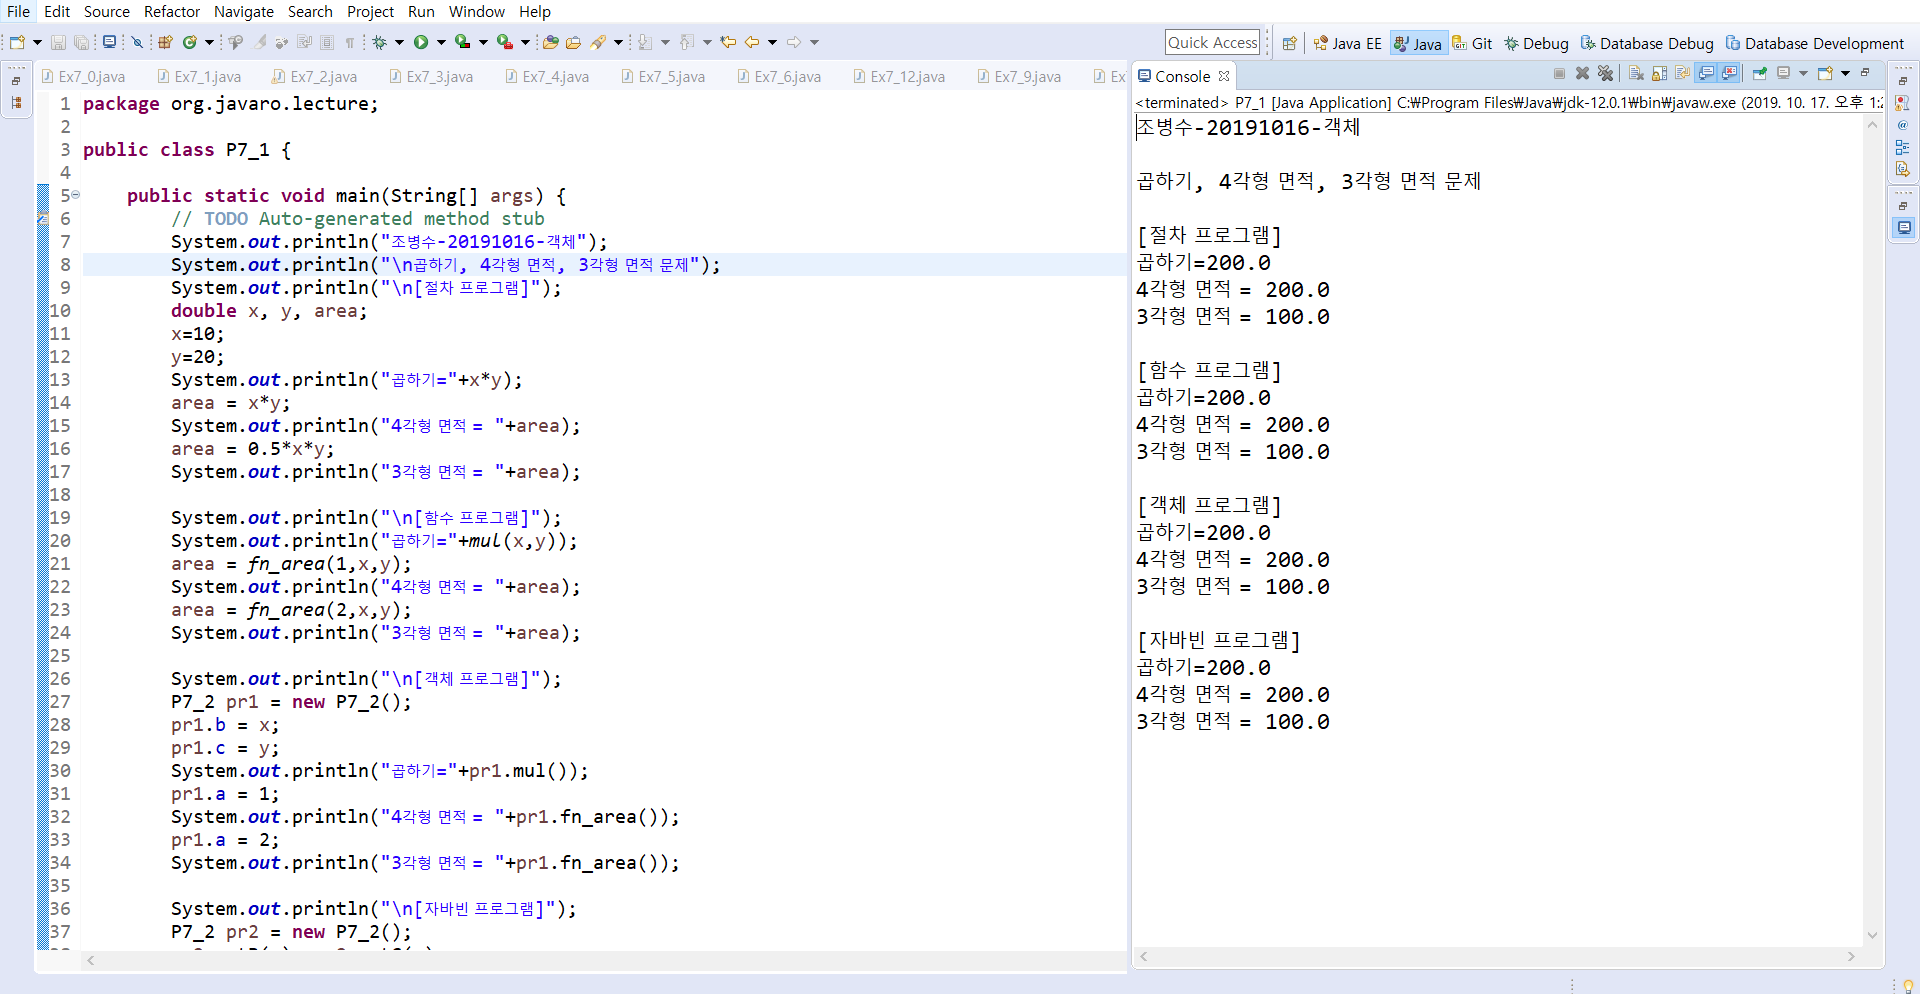 File Edit Source Refactor Navigate Search Project Run Window Help
Quick Access Java EE Java Git Debug Database Debug Database Development
Ex7_0.java Ex7_1.java Ex7_2.java Ex7_3.java Ex7_4.java Ex7_5.java Ex7_6.java Ex7_12.java Ex7_9.java Ex
1 package org.javaro.lecture;
2
3 public class P7_1 {
4
5 public static void main(String[] args) {
6 // TODO Auto-generated method stub
7 System.out.println("조병수-20191016-객체");
8 System.out.println("\n곱하기, 4각형 면적, 3각형 면적 문제");
9 System.out.println("\n[절차 프로그램]");
10 double x, y, area;
11 x=10;
12 y=20;
13 System.out.println("곱하기="+x*y);
14 area = x*y;
15 System.out.println("4각형 면적 = "+area);
16 area = 0.5*x*y;
17 System.out.println("3각형 면적 = "+area);
18
19 System.out.println("\n[함수 프로그램]");
20 System.out.println("곱하기="+mul(x,y));
21 area = fn_area(1,x,y);
22 System.out.println("4각형 면적 = "+area);
23 area = fn_area(2,x,y);
24 System.out.println("3각형 면적 = "+area);
25
26 System.out.println("\n[객체 프로그램]");
27 P7_2 pr1 = new P7_2();
28 pr1.b = x;
29 pr1.c = y;
30 System.out.println("곱하기="+pr1.mul());
31 pr1.a = 1;
32 System.out.println("4각형 면적 = "+pr1.fn_area());
33 pr1.a = 2;
34 System.out.println("3각형 면적 = "+pr1.fn_area());
35
36 System.out.println("\n[자바빈 프로그램]");
37 P7_2 pr2 = new P7_2();
Console
<terminated> P7_1 [Java Application] C:₩Program Files₩Java₩jdk-12.0.1₩bin₩javaw.exe (2019. 10. 17. 오후 1:2
조병수-20191016-객체
곱하기, 4각형 면적, 3각형 면적 문제
[절차 프로그램]
곱하기=200.0
4각형 면적 = 200.0
3각형 면적 = 100.0
[함수 프로그램]
곱하기=200.0
4각형 면적 = 200.0
3각형 면적 = 100.0
[객체 프로그램]
곱하기=200.0
4각형 면적 = 200.0
3각형 면적 = 100.0
[자바빈 프로그램]
곱하기=200.0
4각형 면적 = 200.0
3각형 면적 = 100.0